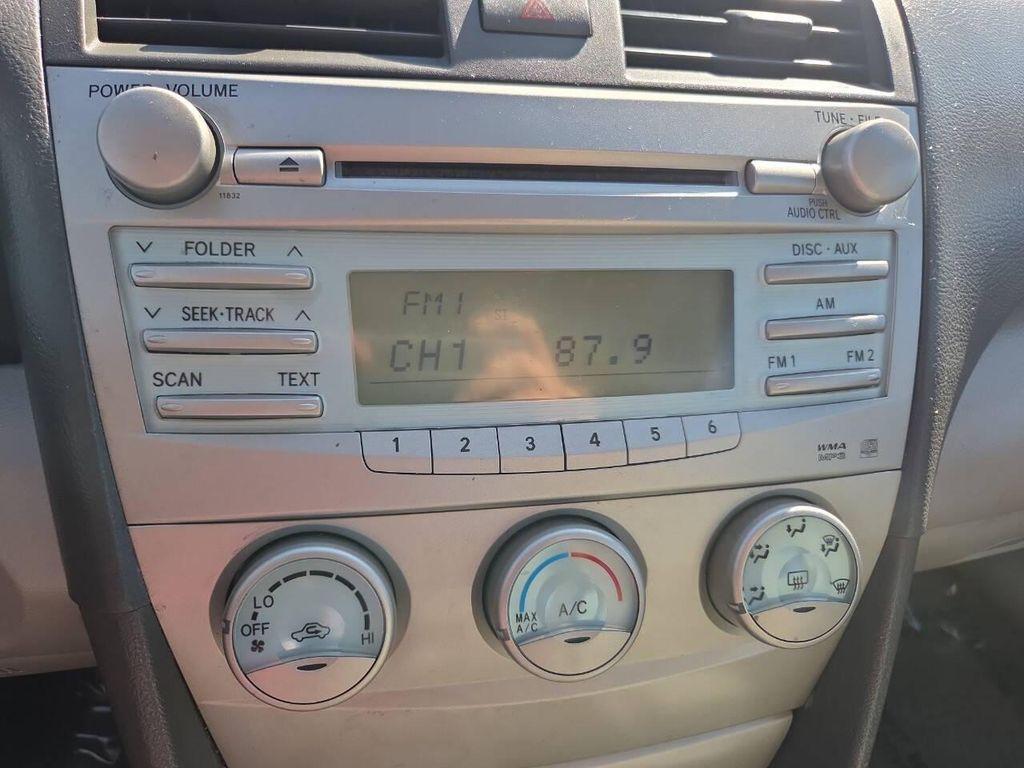 POWER · VOLUME
TUNE · FILE
11832
PUSH
AUDIO CTRL
FOLDER
DISC · AUX
SEEK·TRACK
AM
FM1
ST
CH1 87.9
FM 1 FM 2
SCAN TEXT
1 2 3 4 5 6
WMA
MP3
LO
OFF
HI
MAX
A/C
A/C